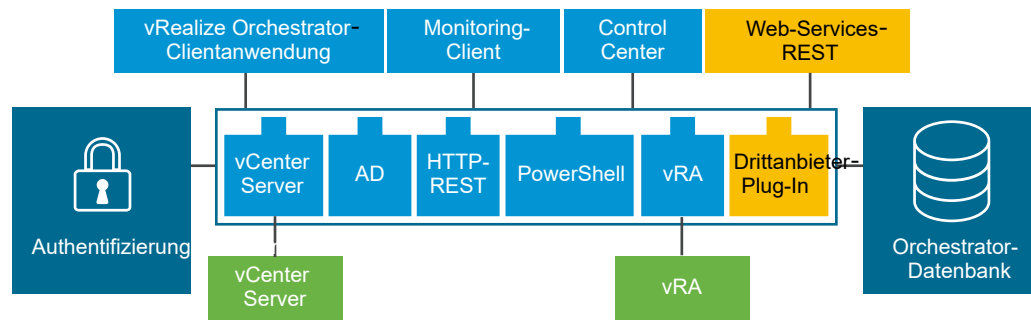 vRealize Orchestrator-
Clientanwendung
Monitoring-
Client
Control
Center
Web-Services-
REST
Authentifizierung
vCenter
Server
AD
HTTP-
REST
PowerShell
vRA
Drittanbieter-
Plug-In
Orchestrator-
Datenbank
vCenter
Server
vRA